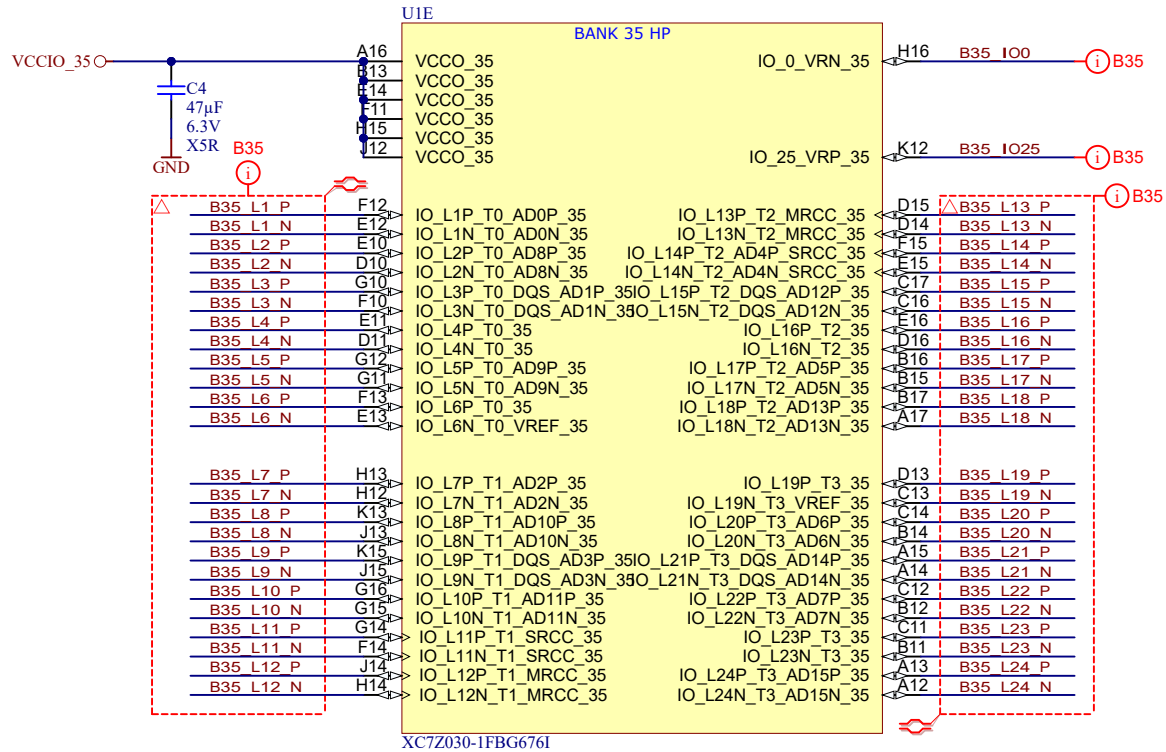 U1E
BANK 35 HP
VCCIO_35
A16 VCCO_35
B13 VCCO_35
E14 VCCO_35
F11 VCCO_35
H15 VCCO_35
J12 VCCO_35
C4
47µF
6.3V
X5R
GND
IO_0_VRN_35 H16 B35_IO0 i B35
IO_25_VRP_35 K12 B35_IO25 i B35
B35
i
i B35
B35_L1_P F12 IO_L1P_T0_AD0P_35
B35_L1_N E12 IO_L1N_T0_AD0N_35
B35_L2_P E10 IO_L2P_T0_AD8P_35
B35_L2_N D10 IO_L2N_T0_AD8N_35
B35_L3_P G10 IO_L3P_T0_DQS_AD1P_35
B35_L3_N F10 IO_L3N_T0_DQS_AD1N_35
B35_L4_P E11 IO_L4P_T0_35
B35_L4_N D11 IO_L4N_T0_35
B35_L5_P G12 IO_L5P_T0_AD9P_35
B35_L5_N G11 IO_L5N_T0_AD9N_35
B35_L6_P F13 IO_L6P_T0_35
B35_L6_N E13 IO_L6N_T0_VREF_35
B35_L7_P H13 IO_L7P_T1_AD2P_35
B35_L7_N H12 IO_L7N_T1_AD2N_35
B35_L8_P K13 IO_L8P_T1_AD10P_35
B35_L8_N J13 IO_L8N_T1_AD10N_35
B35_L9_P K15 IO_L9P_T1_DQS_AD3P_35
B35_L9_N J15 IO_L9N_T1_DQS_AD3N_35
B35_L10_P G16 IO_L10P_T1_AD11P_35
B35_L10_N G15 IO_L10N_T1_AD11N_35
B35_L11_P G14 IO_L11P_T1_SRCC_35
B35_L11_N F14 IO_L11N_T1_SRCC_35
B35_L12_P J14 IO_L12P_T1_MRCC_35
B35_L12_N H14 IO_L12N_T1_MRCC_35
IO_L13P_T2_MRCC_35 D15 B35_L13_P
IO_L13N_T2_MRCC_35 D14 B35_L13_N
IO_L14P_T2_AD4P_SRCC_35 F15 B35_L14_P
IO_L14N_T2_AD4N_SRCC_35 E15 B35_L14_N
IO_L15P_T2_DQS_AD12P_35 C17 B35_L15_P
IO_L15N_T2_DQS_AD12N_35 C16 B35_L15_N
IO_L16P_T2_35 E16 B35_L16_P
IO_L16N_T2_35 D16 B35_L16_N
IO_L17P_T2_AD5P_35 B16 B35_L17_P
IO_L17N_T2_AD5N_35 B15 B35_L17_N
IO_L18P_T2_AD13P_35 B17 B35_L18_P
IO_L18N_T2_AD13N_35 A17 B35_L18_N
IO_L19P_T3_35 D13 B35_L19_P
IO_L19N_T3_VREF_35 C13 B35_L19_N
IO_L20P_T3_AD6P_35 C14 B35_L20_P
IO_L20N_T3_AD6N_35 B14 B35_L20_N
IO_L21P_T3_DQS_AD14P_35 A15 B35_L21_P
IO_L21N_T3_DQS_AD14N_35 A14 B35_L21_N
IO_L22P_T3_AD7P_35 C12 B35_L22_P
IO_L22N_T3_AD7N_35 B12 B35_L22_N
IO_L23P_T3_35 C11 B35_L23_P
IO_L23N_T3_35 B11 B35_L23_N
IO_L24P_T3_AD15P_35 A13 B35_L24_P
IO_L24N_T3_AD15N_35 A12 B35_L24_N
XC7Z030-1FBG676I